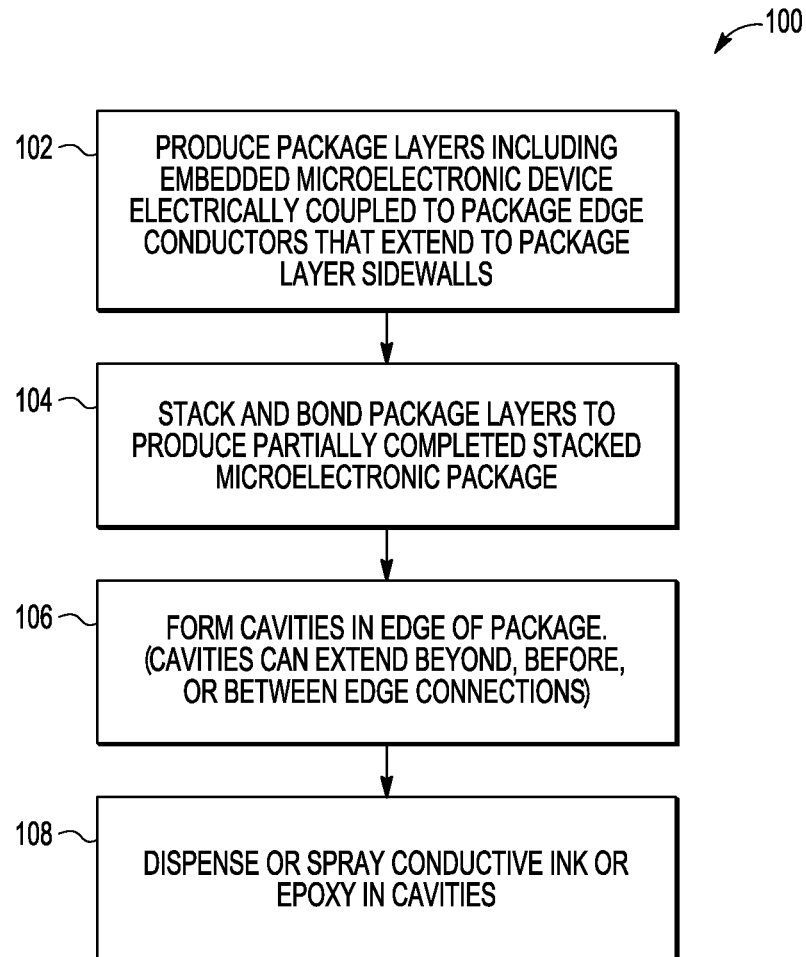 100
102
PRODUCE PACKAGE LAYERS INCLUDING
EMBEDDED MICROELECTRONIC DEVICE
ELECTRICALLY COUPLED TO PACKAGE EDGE
CONDUCTORS THAT EXTEND TO PACKAGE
LAYER SIDEWALLS
104
STACK AND BOND PACKAGE LAYERS TO
PRODUCE PARTIALLY COMPLETED STACKED
MICROELECTRONIC PACKAGE
106
FORM CAVITIES IN EDGE OF PACKAGE.
(CAVITIES CAN EXTEND BEYOND, BEFORE,
OR BETWEEN EDGE CONNECTIONS)
108
DISPENSE OR SPRAY CONDUCTIVE INK OR
EPOXY IN CAVITIES